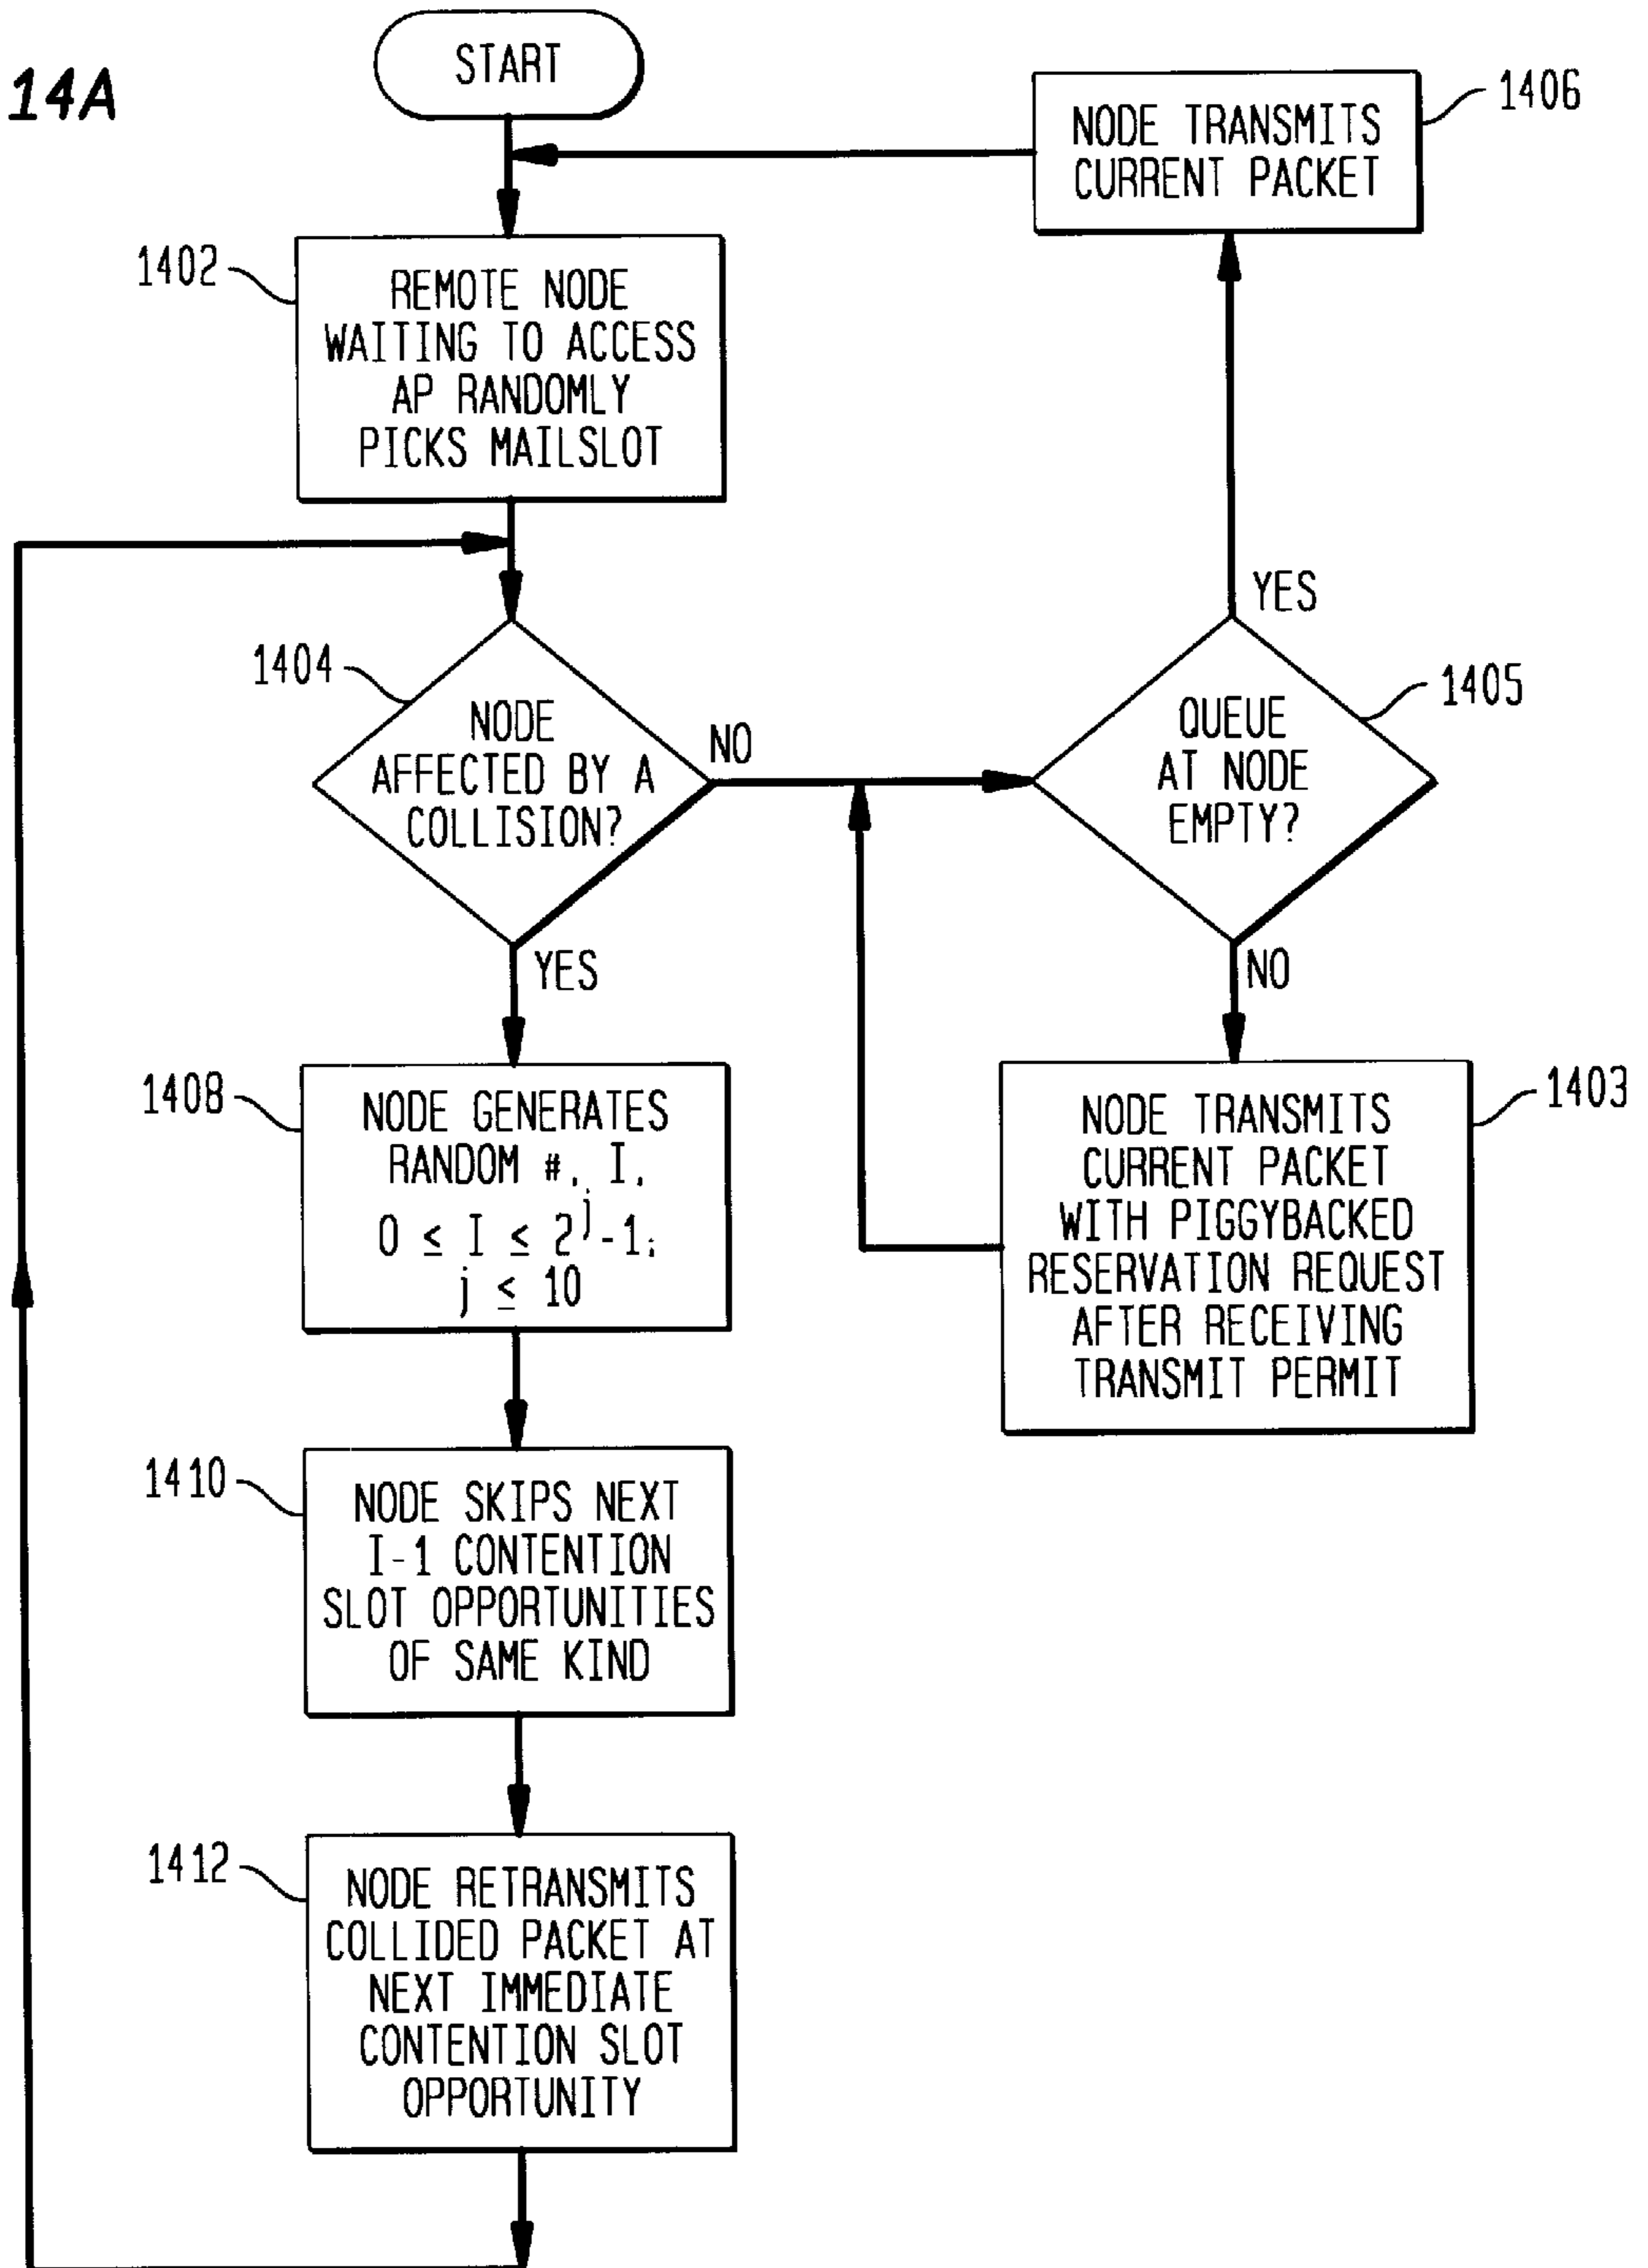 14A
START
1406
NODE TRANSMITS
CURRENT PACKET
1402
REMOTE NODE
WAITING TO ACCESS
AP RANDOMLY
PICKS MAILSLOT
1404
NODE
AFFECTED BY A
COLLISION?
NO
YES
1405
QUEUE
AT NODE
EMPTY?
YES
NO
1408
NODE GENERATES
RANDOM #, I,
0 ≤ I ≤ 2^j-1;
j ≤ 10
1403
NODE TRANSMITS
CURRENT PACKET
WITH PIGGYBACKED
RESERVATION REQUEST
AFTER RECEIVING
TRANSMIT PERMIT
1410
NODE SKIPS NEXT
I-1 CONTENTION
SLOT OPPORTUNITIES
OF SAME KIND
1412
NODE RETRANSMITS
COLLIDED PACKET AT
NEXT IMMEDIATE
CONTENTION SLOT
OPPORTUNITY